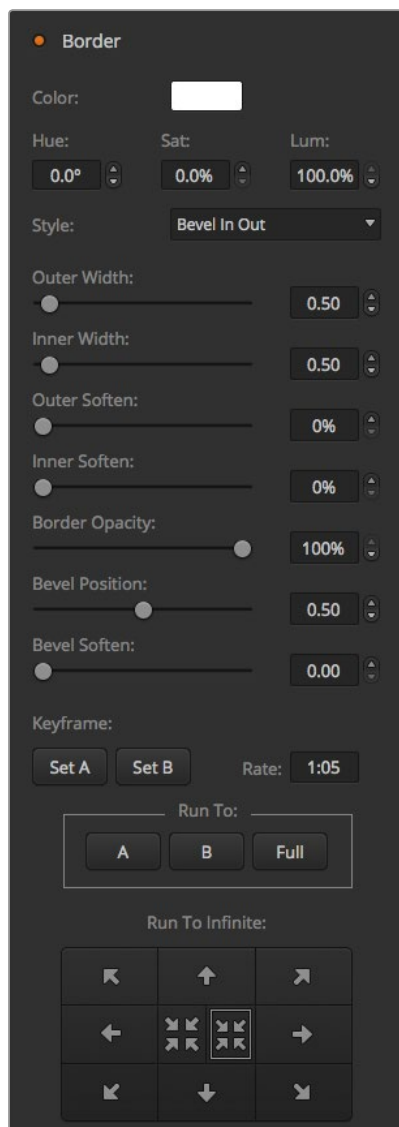 Border
Color:
Hue: Sat: Lum:
0.0° 0.0% 100.0%
Style: Bevel In Out
Outer Width:
0.50
Inner Width:
0.50
Outer Soften:
0%
Inner Soften:
0%
Border Opacity:
100%
Bevel Position:
0.50
Bevel Soften:
0.00
Keyframe:
Set A Set B Rate: 1:05
Run To:
A B Full
Run To Infinite: